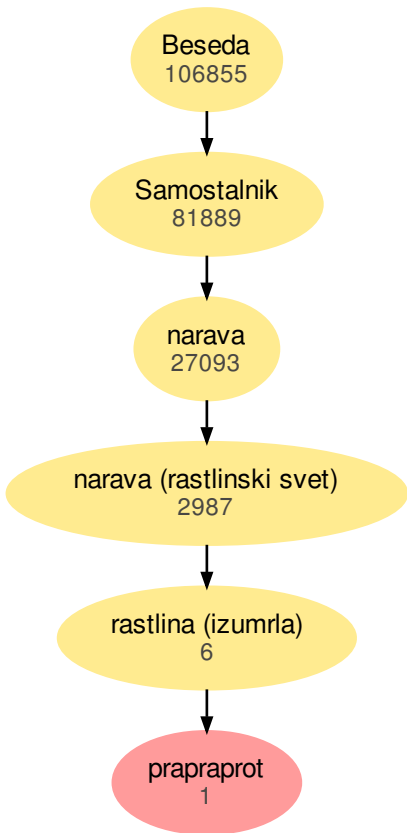 Beseda
106855
Samostalnik
81889
narava
27093
narava (rastlinski svet)
2987
rastlina (izumrla)
6
prapraprot
1